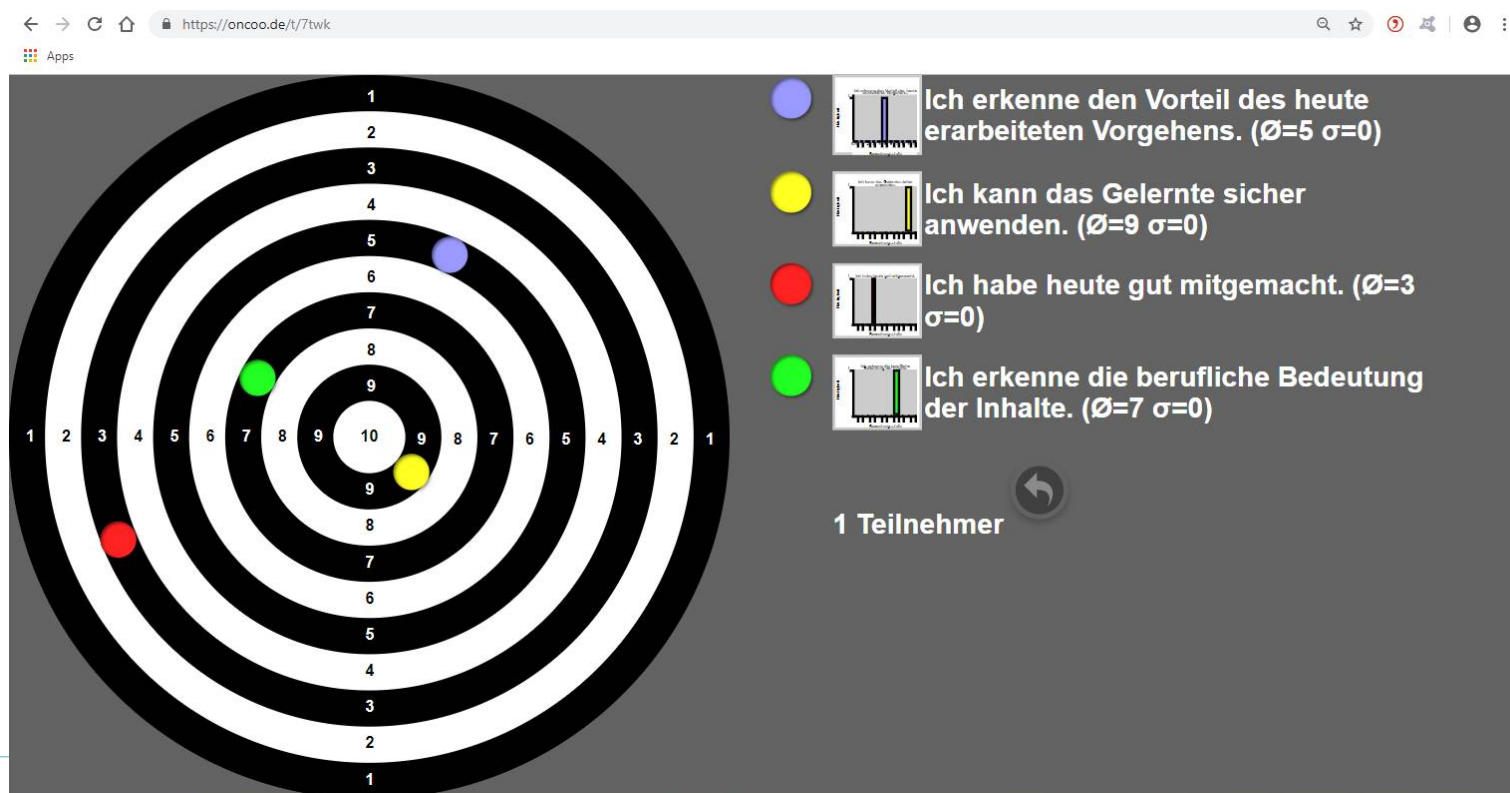 https://oncoo.de/t/7twk
Apps
1
2
3
4
5
6
7
8
9
1 2 3 4 5 6 7 8 9 10 9 8 7 6 5 4 3 2 1
9
8
7
6
5
4
3
2
1
Ich erkenne den Vorteil des heute
erarbeiteten Vorgehens. (Ø=5 σ=0)
Ich kann das Gelernte sicher
anwenden. (Ø=9 σ=0)
Ich habe heute gut mitgemacht. (Ø=3
σ=0)
Ich erkenne die berufliche Bedeutung
der Inhalte. (Ø=7 σ=0)
1 Teilnehmer